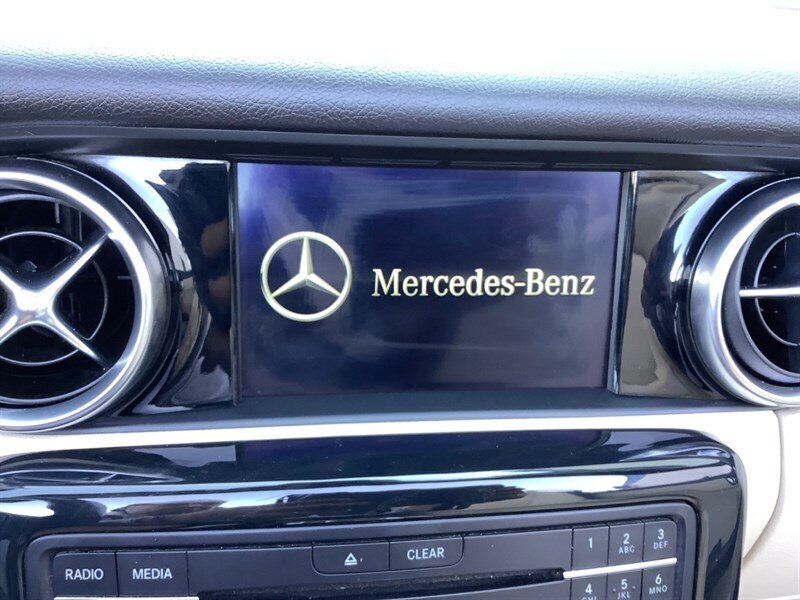 Mercedes-Benz
RADIO MEDIA CLEAR 1 2 ABC 3 DEF
4 5 JKL 6 MNO